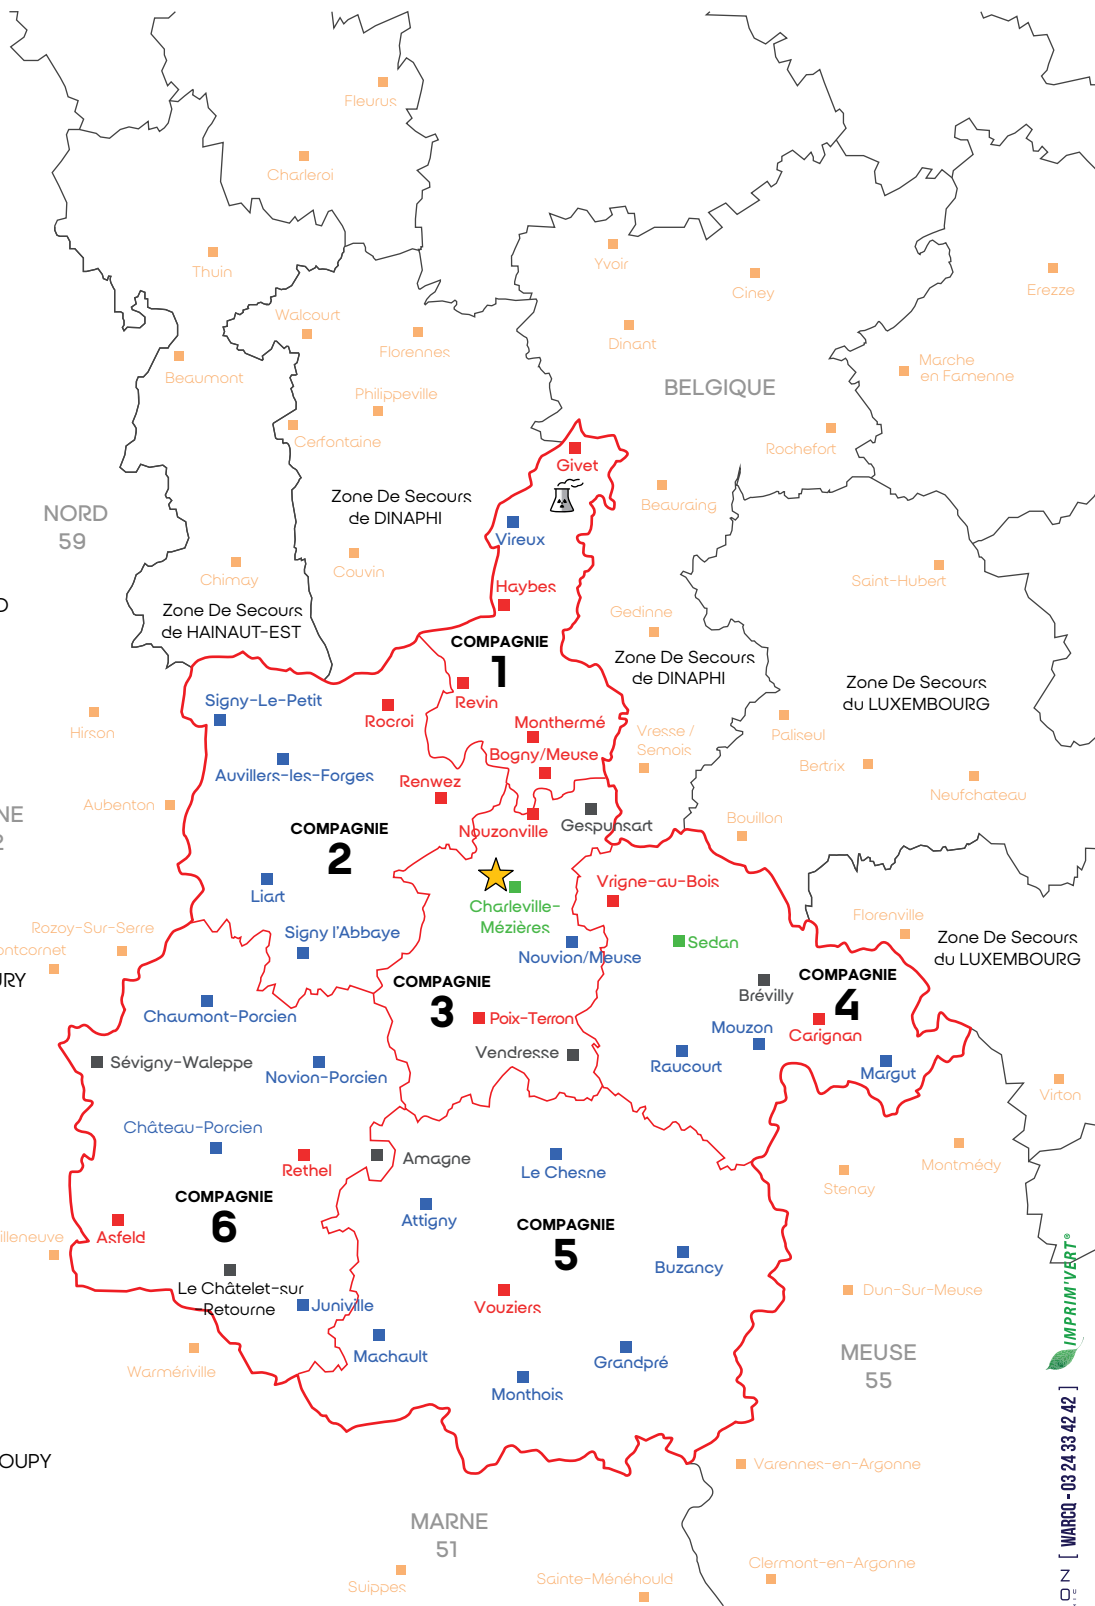 Fleurus
Charleroi
Thuin
Yvoir
Ciney
Erezze
Walcourt
Florennes
Dinant
Beaumont
Marche
en Famenne
BELGIQUE
Philippeville
Cerfontaine
Rochefort
Givet
Zone De Secours
de DINAPHI
Beauraing
NORD
59
Vireux
Couvin
Chimay
Saint-Hubert
Haybes
Zone De Secours
de HAINAUT-EST
Gedinne
COMPAGNIE
1
Zone De Secours
de DINAPHI
Zone De Secours
du LUXEMBOURG
Signy-Le-Petit
Revin
Rocroi
Hirson
Monthermé
Vresse /
Semois
Paliseul
Bogny/Meuse
Bertrix
Auvillers-les-Forges
Renwez
Neufchateau
Aubenton
NE
2
Bouillon
COMPAGNIE
2
Nouzonville
Gespunsart
Vrigne-au-Bois
Liart
Charleville-
Mézières
Florenville
Rozoy-Sur-Serre
ontcornet
Signy l'Abbaye
Sedan
Zone De Secours
du LUXEMBOURG
Nouvion/Meuse
URY
COMPAGNIE
3
COMPAGNIE
4
Brévilly
Chaumont-Porcien
Poix-Terron
Mouzon
Carignan
Vendresse
Sévigny-Waleppe
Novion-Porcien
Raucourt
Margut
Virton
Château-Porcien
Rethel
Amagne
Le Chesne
Montmédy
Stenay
COMPAGNIE
6
Attigny
COMPAGNIE
5
Asfeld
illeneuve
Buzancy
Le Châtelet-sur
-Retourne
Juniville
Vouziers
Dun-Sur-Meuse
Machault
Grandpré
Warmériville
MEUSE
55
Monthois
IMPRIM'VERT®
OUPY
Varennes-en-Argonne
MARNE
51
Clermont-en-Argonne
Suippes
Sainte-Ménéhould
ON [ WARCQ - 03 24 33 42 42 ]